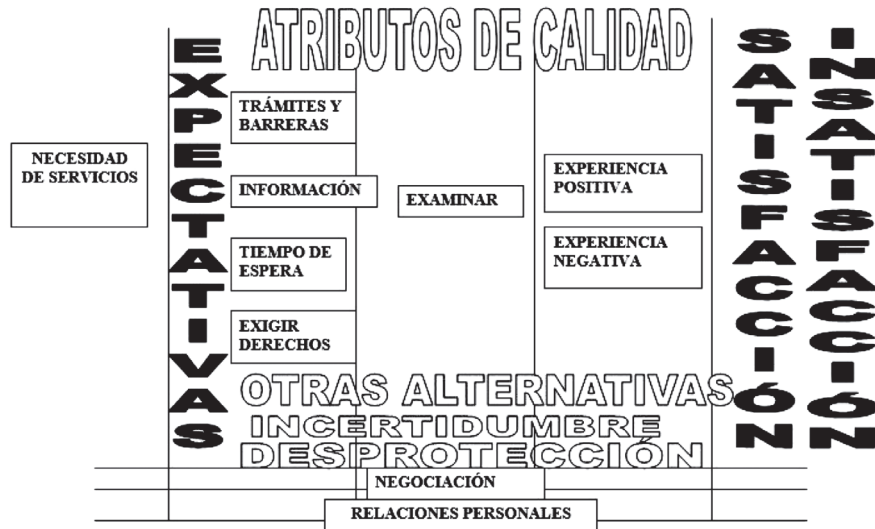 ATRIBUTOS DE CALIDAD
NECESIDAD
DE SERVICIOS
EXPECTATIVAS
TRÁMITES Y
BARRERAS
INFORMACIÓN
TIEMPO DE
ESPERA
EXIGIR
DERECHOS
EXAMINAR
EXPERIENCIA
POSITIVA
EXPERIENCIA
NEGATIVA
SATISFACCIÓN
INSATISFACCIÓN
OTRAS ALTERNATIVAS
INCERTIDUMBRE
DESPROTECCIÓN
NEGOCIACIÓN
RELACIONES PERSONALES